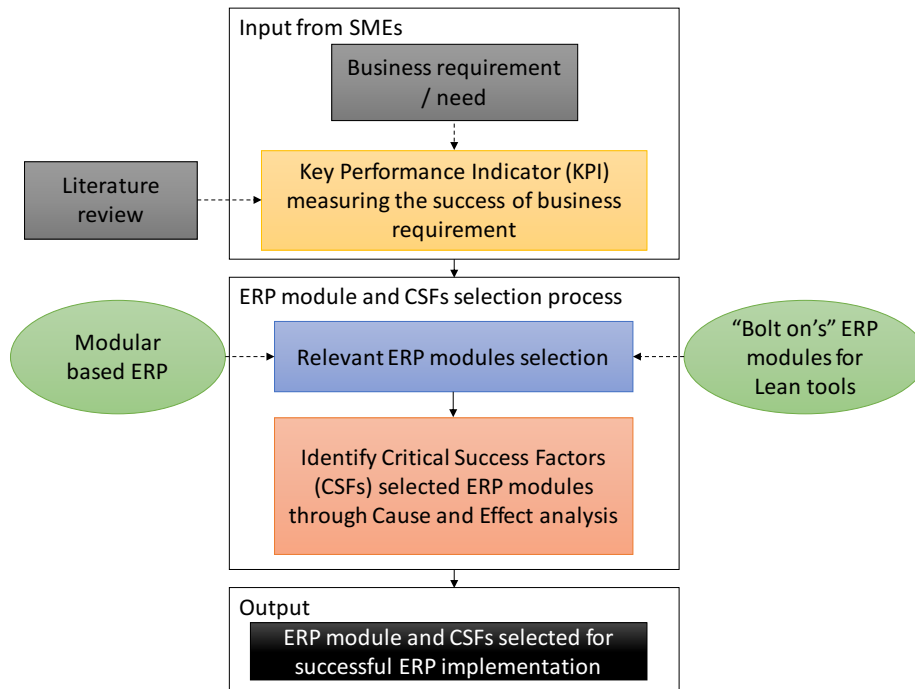 Input from SMEs
Business requirement
/ need
Literature
review
Key Performance Indicator (KPI)
measuring the success of business
requirement
ERP module and CSFs selection process
Modular
based ERP
Relevant ERP modules selection
“Bolt on’s” ERP
modules for
Lean tools
Identify Critical Success Factors
(CSFs) selected ERP modules
through Cause and Effect analysis
Output
ERP module and CSFs selected for
successful ERP implementation